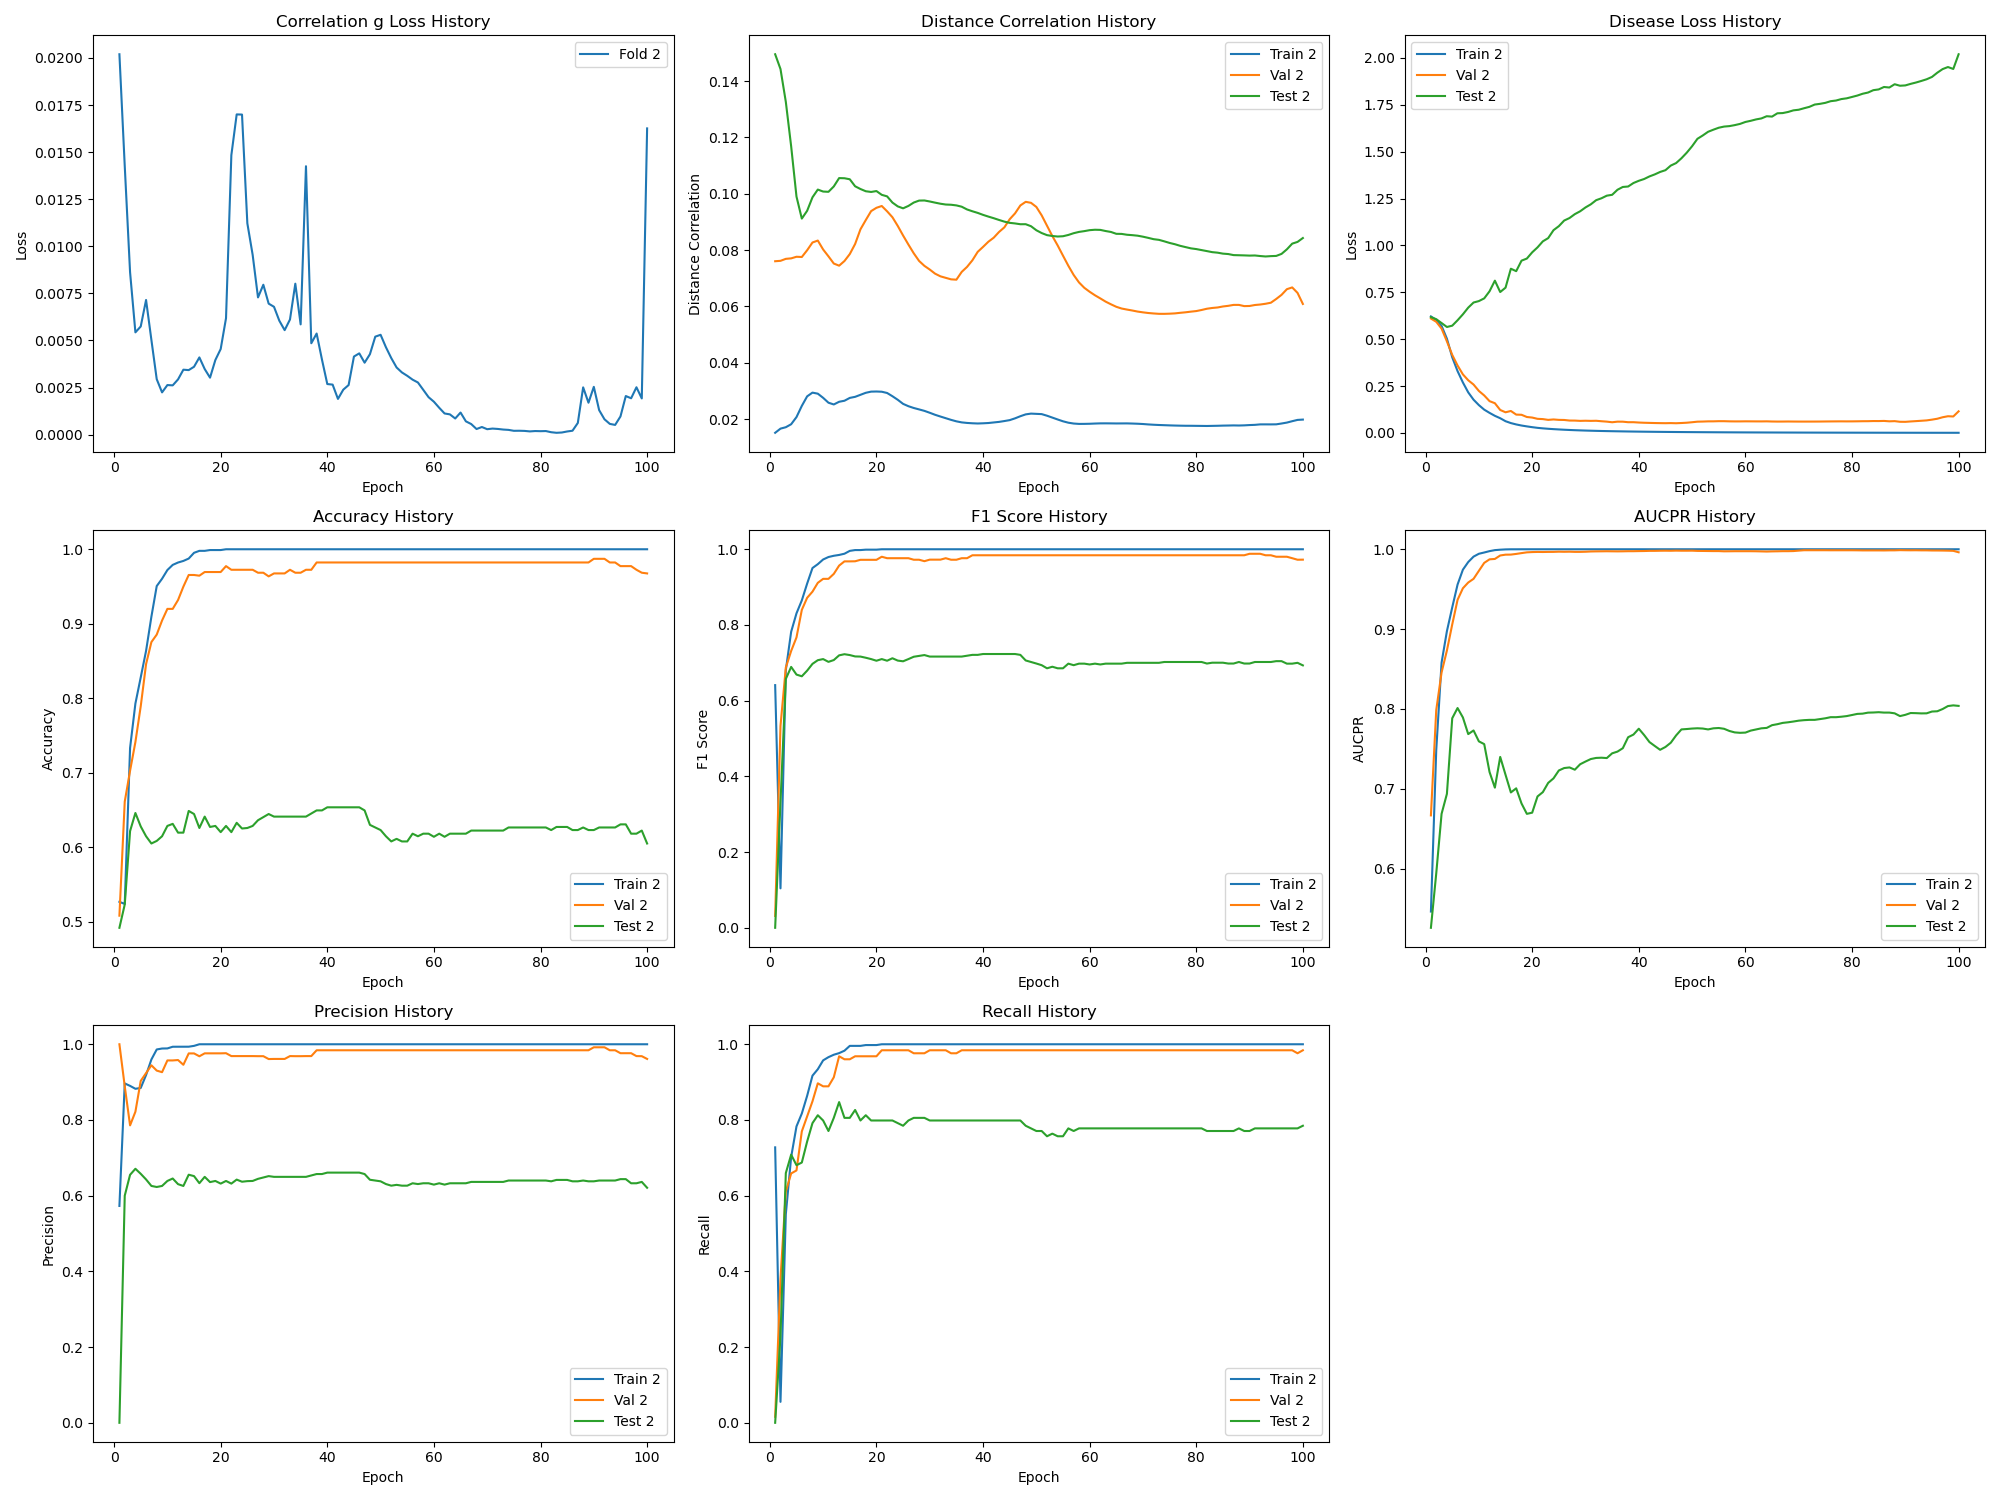 Correlation g Loss History
Loss
0.0200
0.0175
0.0150
0.0125
0.0100
0.0075
0.0050
0.0025
0.0000
Fold 2
0 20 40 60 80 100
Epoch
Distance Correlation History
Distance Correlation
0.14
0.12
0.10
0.08
0.06
0.04
0.02
Train 2
Val 2
Test 2
0 20 40 60 80 100
Epoch
Disease Loss History
Loss
2.00
1.75
1.50
1.25
1.00
0.75
0.50
0.25
0.00
Train 2
Val 2
Test 2
0 20 40 60 80 100
Epoch
Accuracy History
Accuracy
1.0
0.9
0.8
0.7
0.6
0.5
Train 2
Val 2
Test 2
0 20 40 60 80 100
Epoch
F1 Score History
F1 Score
1.0
0.8
0.6
0.4
0.2
0.0
Train 2
Val 2
Test 2
0 20 40 60 80 100
Epoch
AUCPR History
AUCPR
1.0
0.9
0.8
0.7
0.6
Train 2
Val 2
Test 2
0 20 40 60 80 100
Epoch
Precision History
Precision
1.0
0.8
0.6
0.4
0.2
0.0
Train 2
Val 2
Test 2
0 20 40 60 80 100
Epoch
Recall History
Recall
1.0
0.8
0.6
0.4
0.2
0.0
Train 2
Val 2
Test 2
0 20 40 60 80 100
Epoch